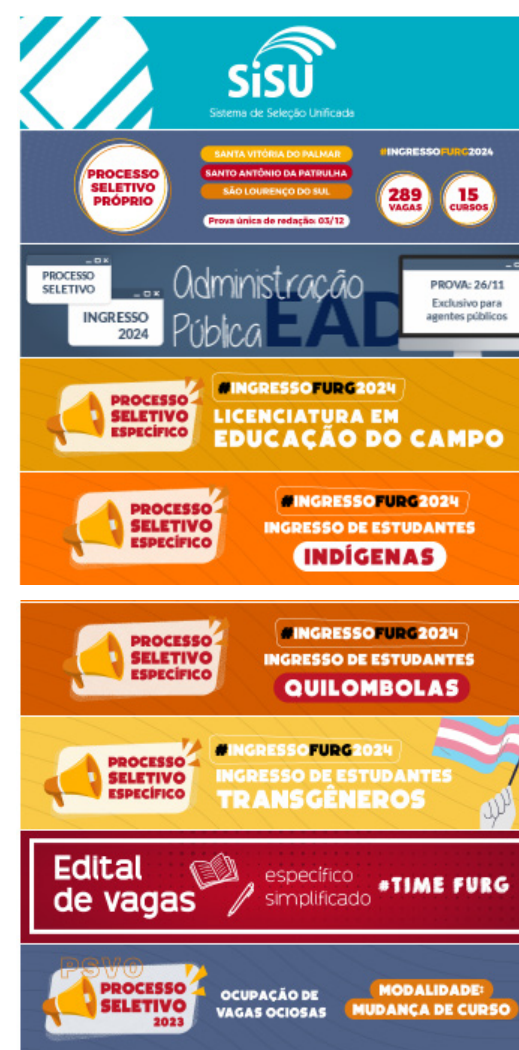 SiSU
Sistema de Seleção Unificada
PROCESSO
SELETIVO
PRÓPRIO
SANTA VITÓRIA DO PALMAR
SANTO ANTÔNIO DA PATRULHA
SÃO LOURENÇO DO SUL
Prova única de redação: 03/12
#INGRESSOFURG2024
289
VAGAS
15
CURSOS
PROCESSO
SELETIVO
INGRESSO
2024
Administração
Pública EAD
PROVA: 26/11
Exclusivo para
agentes públicos
PROCESSO
SELETIVO
ESPECÍFICO
#INGRESSOFURG2024
LICENCIATURA EM
EDUCAÇÃO DO CAMPO
PROCESSO
SELETIVO
ESPECÍFICO
#INGRESSOFURG2024
INGRESSO DE ESTUDANTES
INDÍGENAS
PROCESSO
SELETIVO
ESPECÍFICO
#INGRESSOFURG2024
INGRESSO DE ESTUDANTES
QUILOMBOLAS
PROCESSO
SELETIVO
ESPECÍFICO
#INGRESSOFURG2024
INGRESSO DE ESTUDANTES
TRANSGÊNEROS
Edital
de vagas
específico
simplificado
#TIME FURG
PSVO
PROCESSO
SELETIVO
2023
OCUPAÇÃO DE
VAGAS OCIOSAS
MODALIDADE:
MUDANÇA DE CURSO